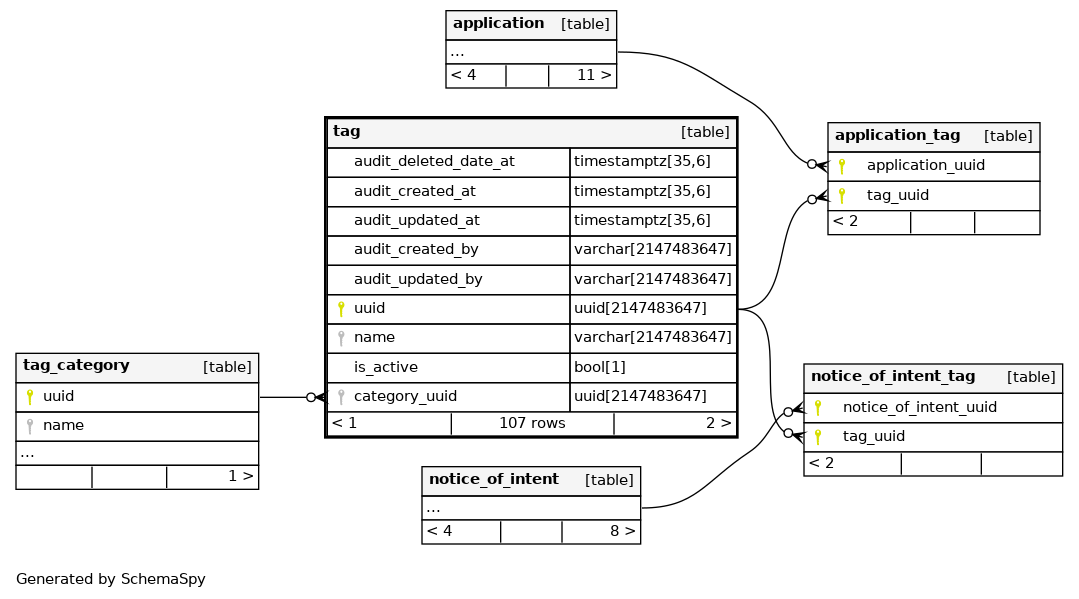 application [table]
...
< 4 11 >
tag [table]
audit_deleted_date_at timestamptz[35,6]
audit_created_at timestamptz[35,6]
audit_updated_at timestamptz[35,6]
audit_created_by varchar[2147483647]
audit_updated_by varchar[2147483647]
uuid uuid[2147483647]
name varchar[2147483647]
is_active bool[1]
category_uuid uuid[2147483647]
< 1 107 rows 2 >
application_tag [table]
application_uuid
tag_uuid
< 2
tag_category [table]
uuid
name
...
1 >
notice_of_intent_tag [table]
notice_of_intent_uuid
tag_uuid
< 2
notice_of_intent [table]
...
< 4 8 >
Generated by SchemaSpy